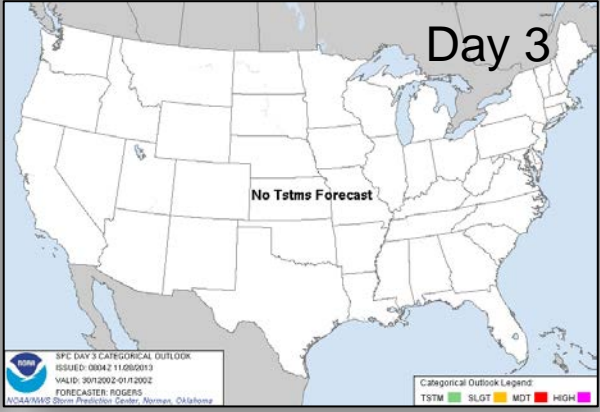 Day 3
No Tstms Forecast
NOAA
SPC DAY 3 CATEGORICAL OUTLOOK
ISSUED: 0804Z 11/28/2013
VALID: 30/1200Z-01/1200Z
FORECASTER: ROGERS
NOAA/NWS Storm Prediction Center, Norman, Oklahoma
Categorical Outlook Legend:
TSTM SLGT MDT HIGH